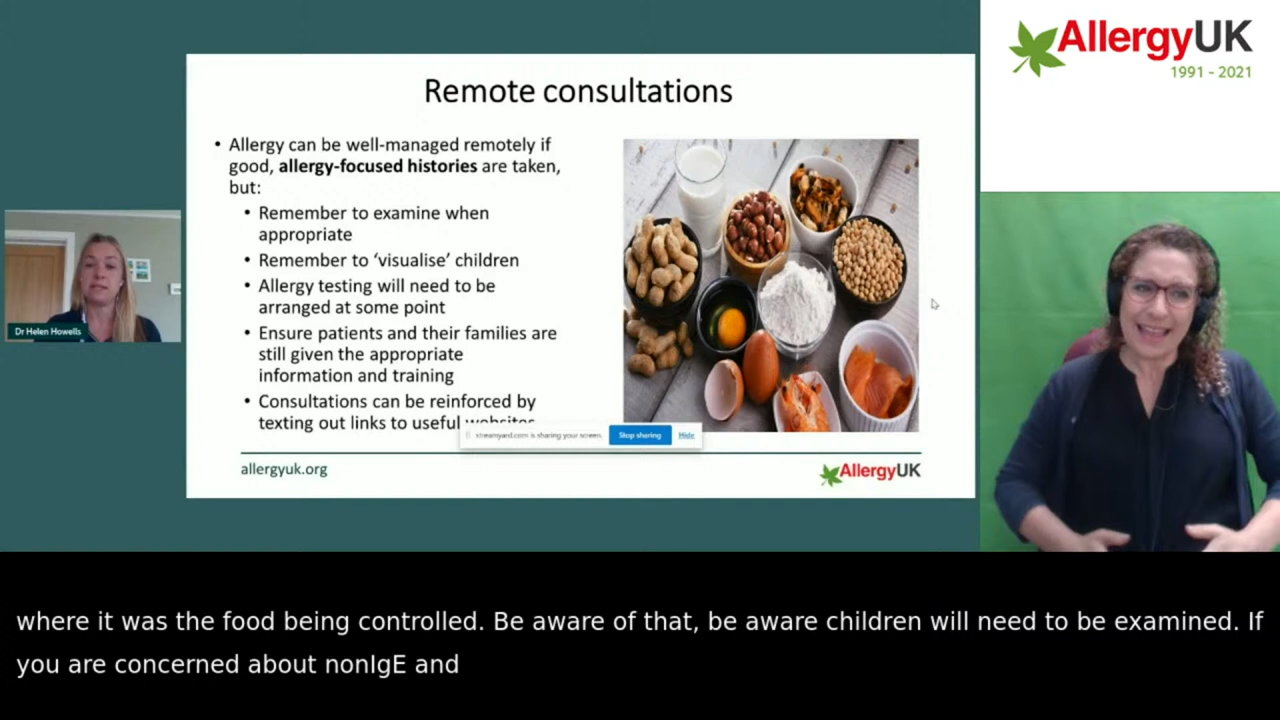 AllergyUK
1991 - 2021
Remote consultations
• Allergy can be well-managed remotely if
good, allergy-focused histories are taken,
but:
• Remember to examine when
appropriate
• Remember to ‘visualise’ children
• Allergy testing will need to be
arranged at some point
• Ensure patients and their families are
still given the appropriate
information and training
• Consultations can be reinforced by
texting out links to useful websites
streamyard.com is sharing your screen.
Stop sharing
Hide
allergyuk.org
AllergyUK
Dr Helen Howells
where it was the food being controlled. Be aware of that, be aware children will need to be examined. If
you are concerned about nonIgE and